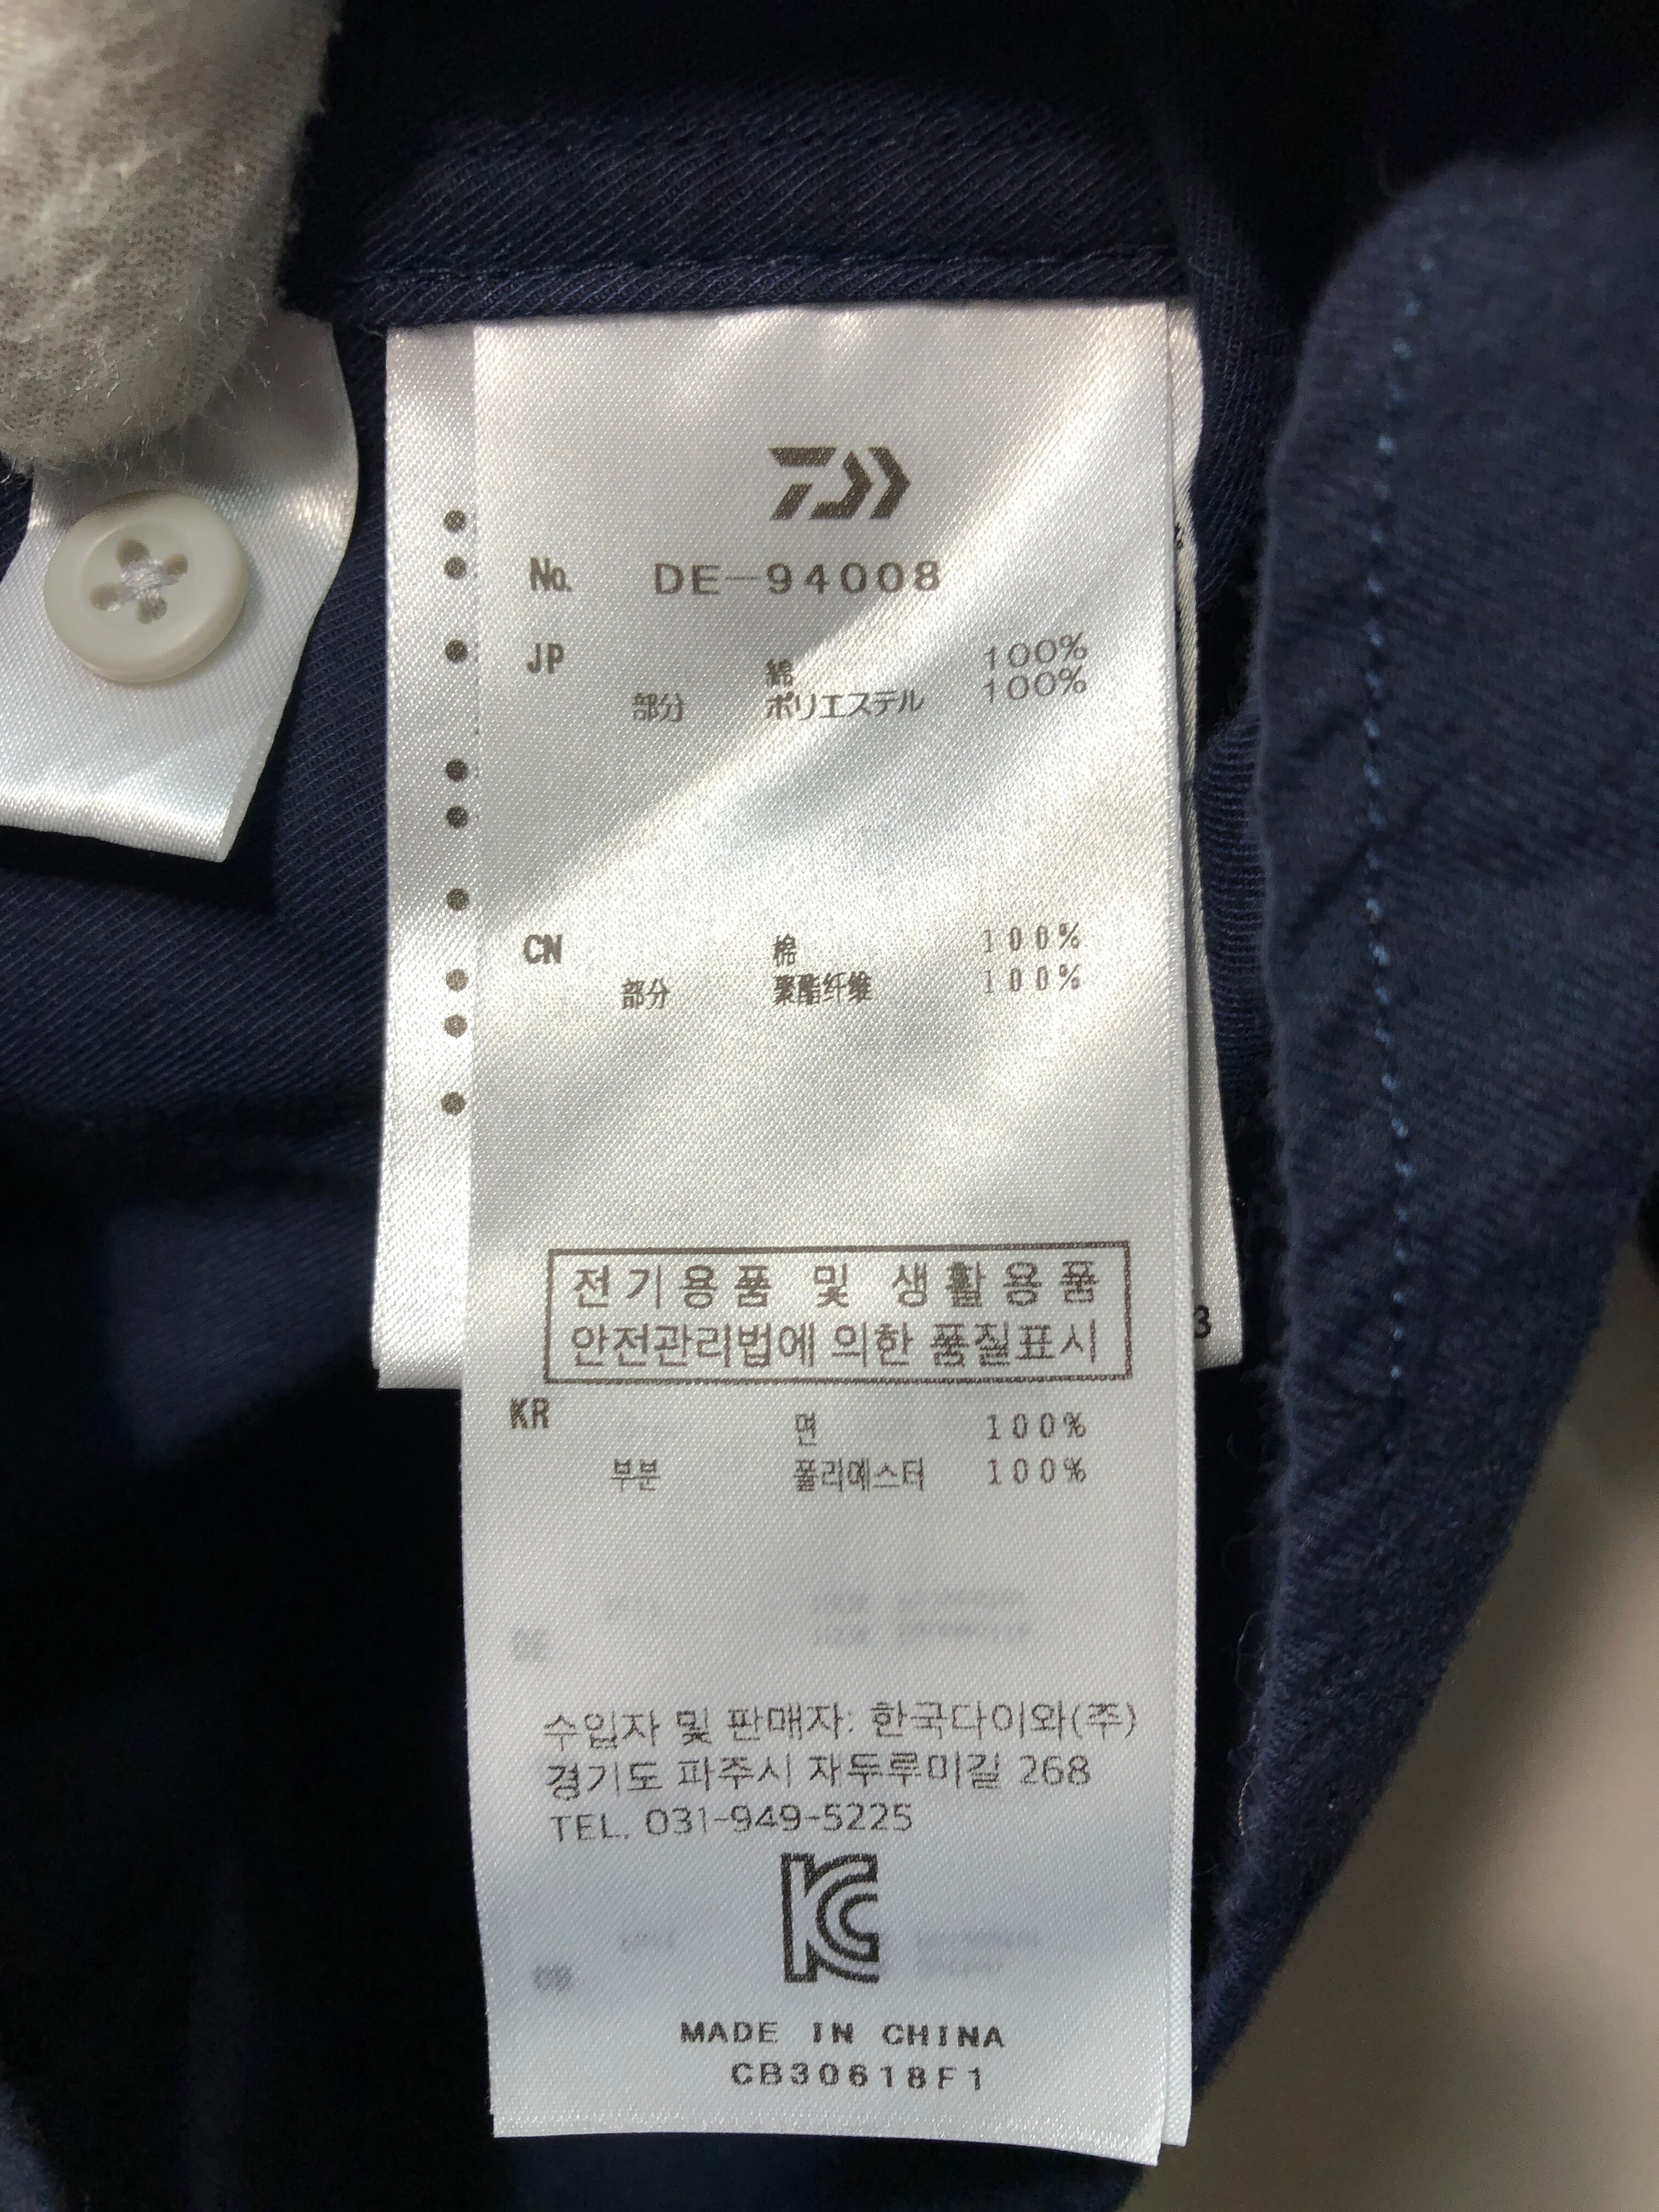 No. DE-94008
JP 綿 100%
部分 ポリエステル 100%
CN 棉 100%
部分 聚酯纤维 100%
전기용품 및 생활용품
안전관리법에 의한 품질표시
KR 면 100%
부분 폴리에스터 100%
수입자 및 판매자: 한국다이와(주)
경기도 파주시 재두루미길 268
TEL. 031-949-5225
MADE IN CHINA
CB30618F1
3